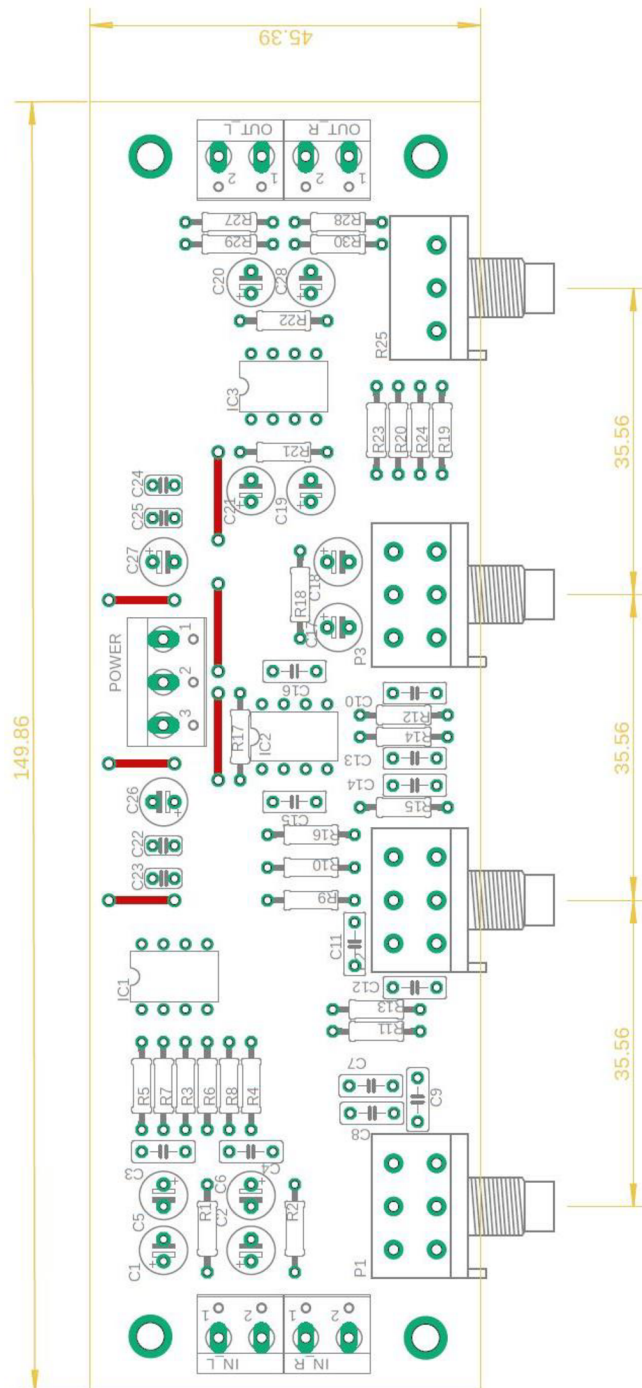 45.39
OUT_L
OUT_R
2
1
2
1
R27
R28
R29
R30
C20
C28
R22
R25
35.56
IC3
R23
R20
R24
R19
R21
C24
C21
C19
C25
C27
C18
R18
C17
P3
POWER
1
2
3
C16
C10
R12
R17
IC2
R14
C13
C14
149.86
35.56
C26
C15
R15
R16
C22
R10
C23
R9
C11
IC1
C12
R13
R11
35.56
C7
C9
C8
R5
R7
R3
R6
R8
R4
C3
C4
C5
C6
R1
C2
R2
C1
P1
1
2
1
2
IN_L
IN_R